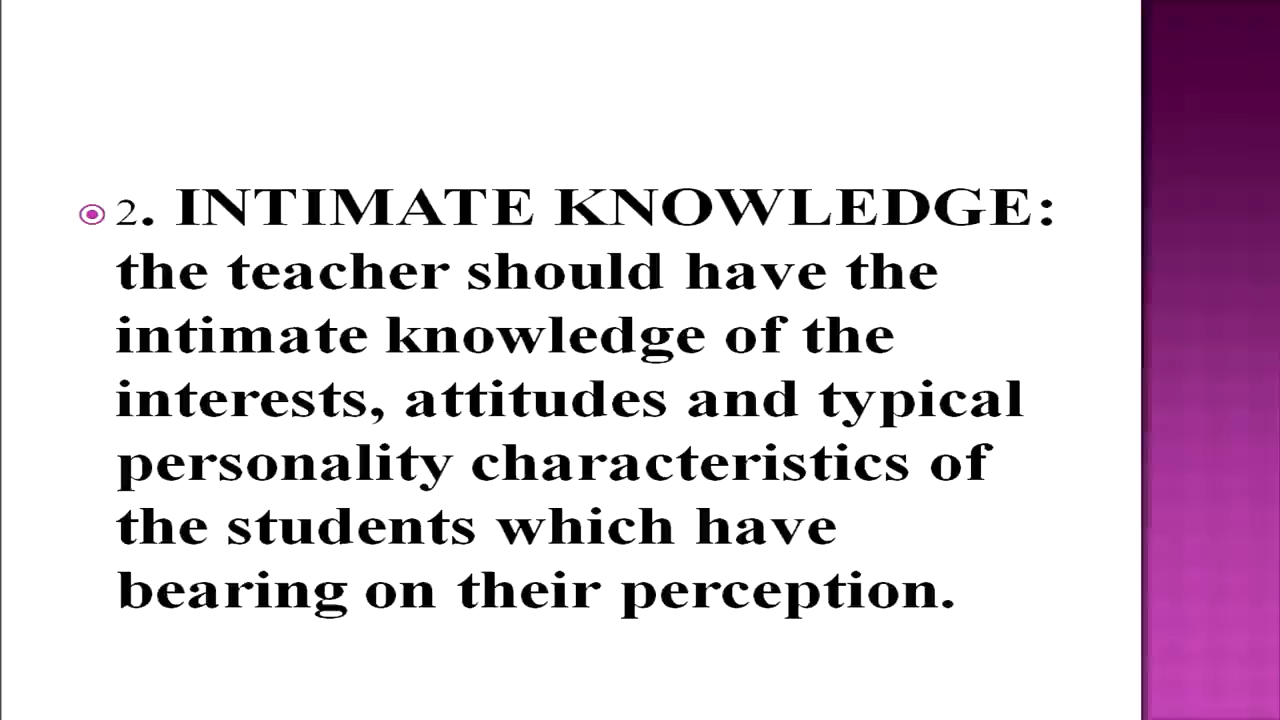 2. INTIMATE KNOWLEDGE:
the teacher should have the
intimate knowledge of the
interests, attitudes and typical
personality characteristics of
the students which have
bearing on their perception.